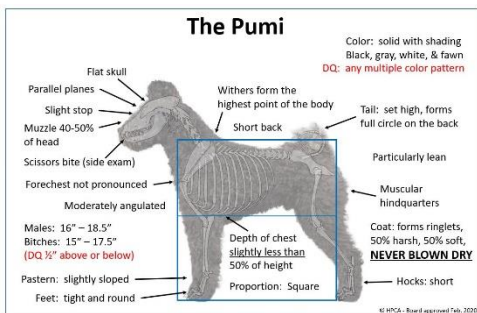 The Pumi
Color: solid with shading
Black, gray, white, & fawn
DQ: any multiple color pattern
Flat skull
Parallel planes
Slight stop
Muzzle 40-50%
of head
Scissors bite (side exam)
Forechest not pronounced
Moderately angulated
Withers form the
highest point of the body
Short back
Tail: set high, forms
full circle on the back
Particularly lean
Muscular
hindquarters
Males: 16” – 18.5”
Bitches: 15” – 17.5”
(DQ ½” above or below)
Depth of chest
slightly less than
50% of height
Proportion: Square
Coat: forms ringlets,
50% harsh, 50% soft,
NEVER BLOWN DRY
Pastern: slightly sloped
Feet: tight and round
Hocks: short
© HPCA - Board approved Feb. 2020